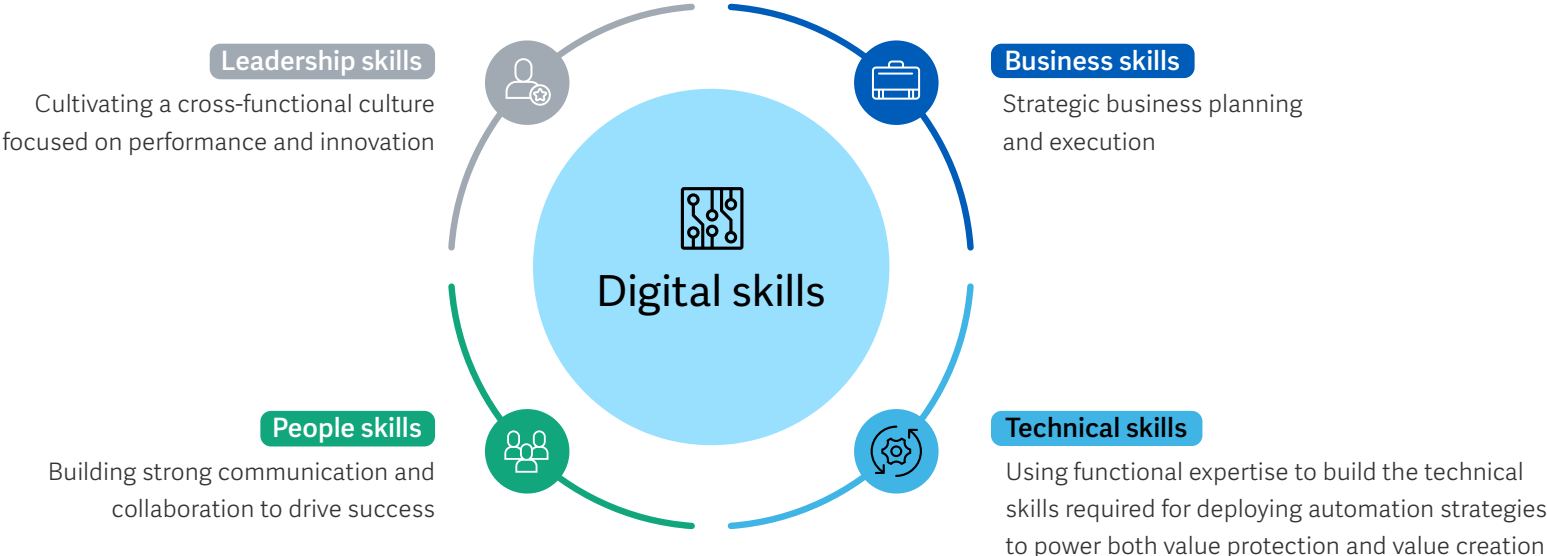 Leadership skills
Cultivating a cross-functional culture
focused on performance and innovation
Business skills
Strategic business planning
and execution
Digital skills
People skills
Building strong communication and
collaboration to drive success
Technical skills
Using functional expertise to build the technical
skills required for deploying automation strategies
to power both value protection and value creation